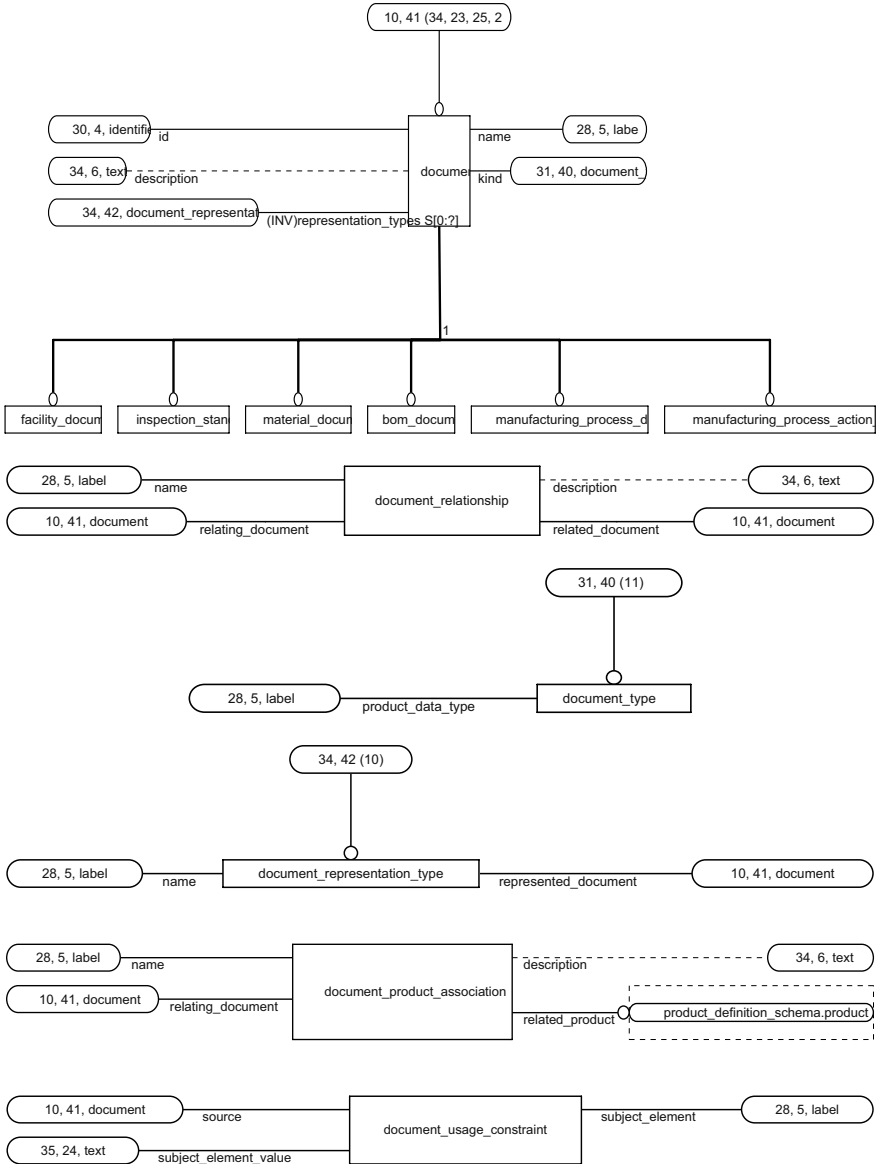 10, 41 (34, 23, 25, 2
30, 4, identifi
id
name
28, 5, labe
34, 6, text
description
docume
kind
31, 40, document_
34, 42, document_representat
(INV)representation_types S[0:?]
1
facility_docum
inspection_stan
material_docum
bom_docum
manufacturing_process_d
manufacturing_process_action_
28, 5, label
name
document_relationship
description
34, 6, text
10, 41, document
relating_document
related_document
10, 41, document
31, 40 (11)
28, 5, label
product_data_type
document_type
34, 42 (10)
28, 5, label
name
document_representation_type
represented_document
10, 41, document
28, 5, label
name
document_product_association
description
34, 6, text
10, 41, document
relating_document
related_product
product_definition_schema.product
10, 41, document
source
document_usage_constraint
subject_element
28, 5, label
35, 24, text
subject_element_value